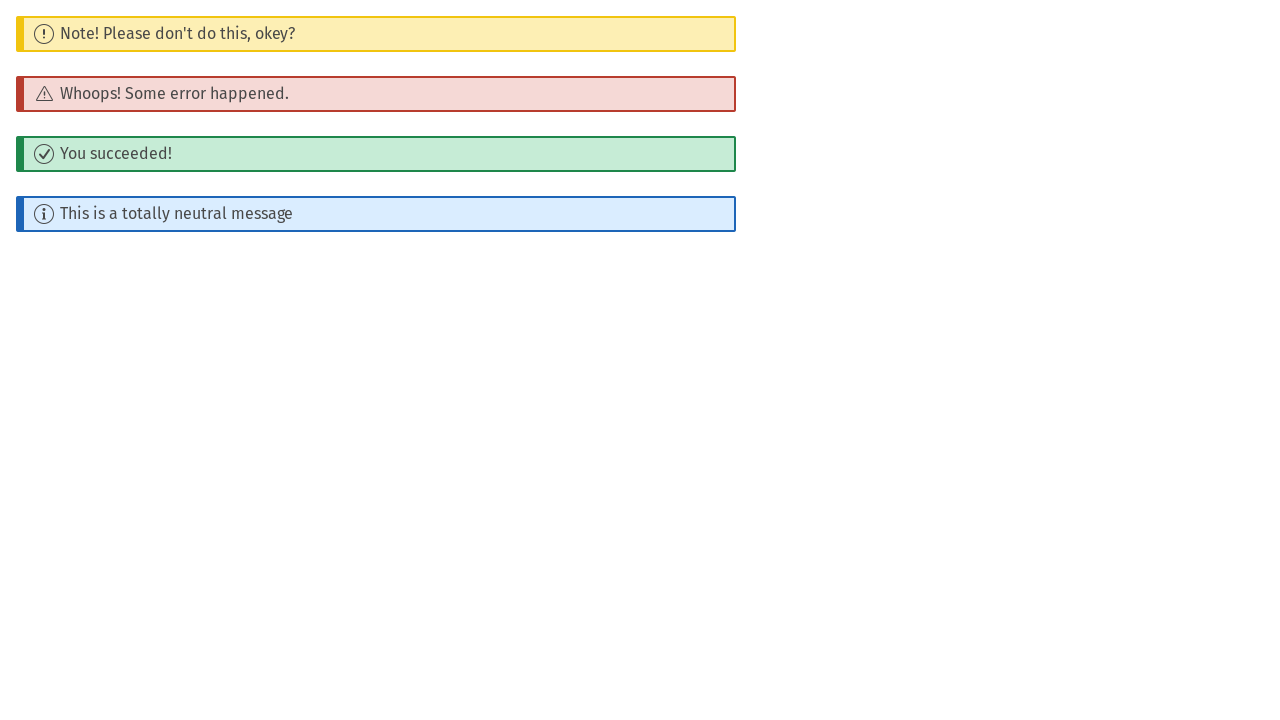 Note! Please don't do this, okey?
Whoops! Some error happened.
You succeeded!
This is a totally neutral message